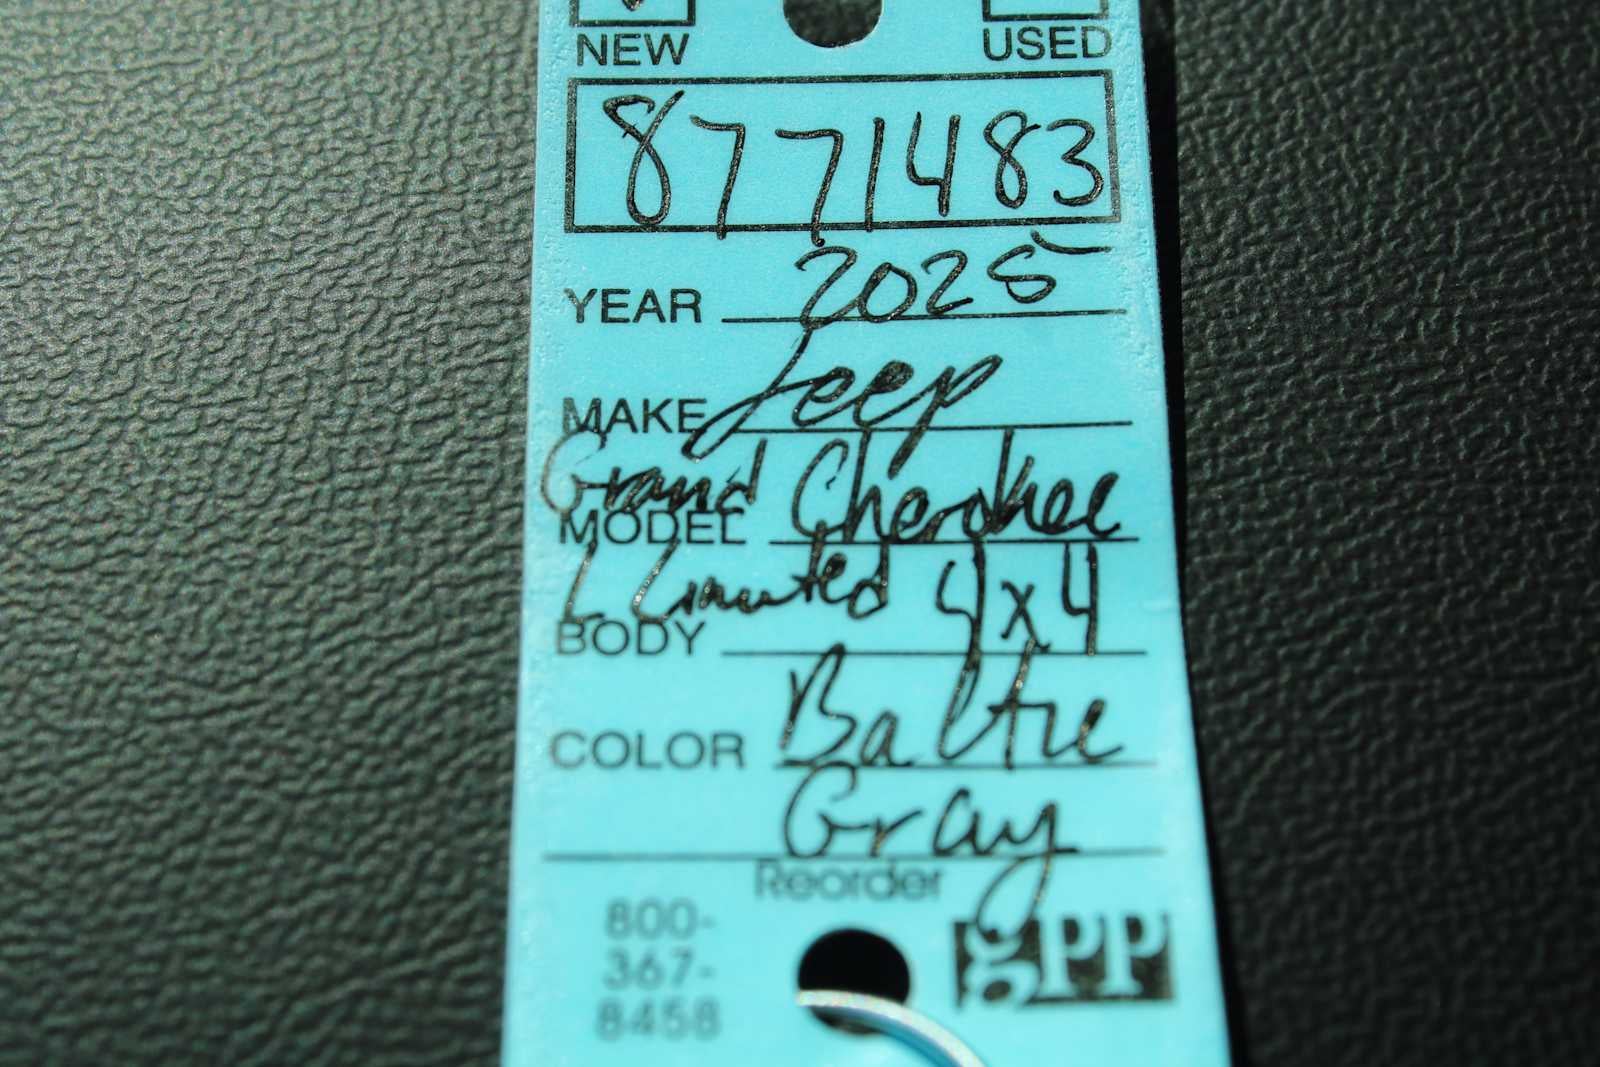 NEW USED
8771483
YEAR 2025
MAKE Jeep
MODEL Grand Cherokee
BODY L Limited 4x4
COLOR Baltic
Gray
Reorder
800-
367-
8458
gpp